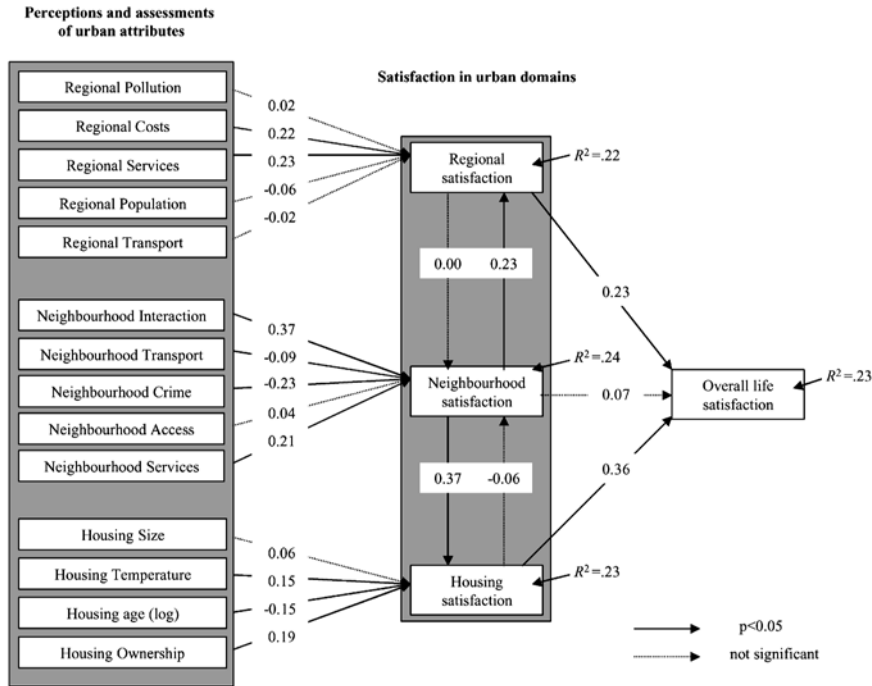 Perceptions and assessments
of urban attributes
Regional Pollution
Regional Costs
Regional Services
Regional Population
Regional Transport
Neighbourhood Interaction
Neighbourhood Transport
Neighbourhood Crime
Neighbourhood Access
Neighbourhood Services
Housing Size
Housing Temperature
Housing age (log)
Housing Ownership
0.02
0.22
0.23
-0.06
-0.02
0.37
-0.09
-0.23
0.04
0.21
0.06
0.15
-0.15
0.19
Satisfaction in urban domains
Regional
satisfaction
R²=.22
0.00
0.23
Neighbourhood
satisfaction
R²=.24
0.37
-0.06
Housing
satisfaction
R²=.23
0.23
0.07
0.36
Overall life
satisfaction
R²=.23
p<0.05
not significant